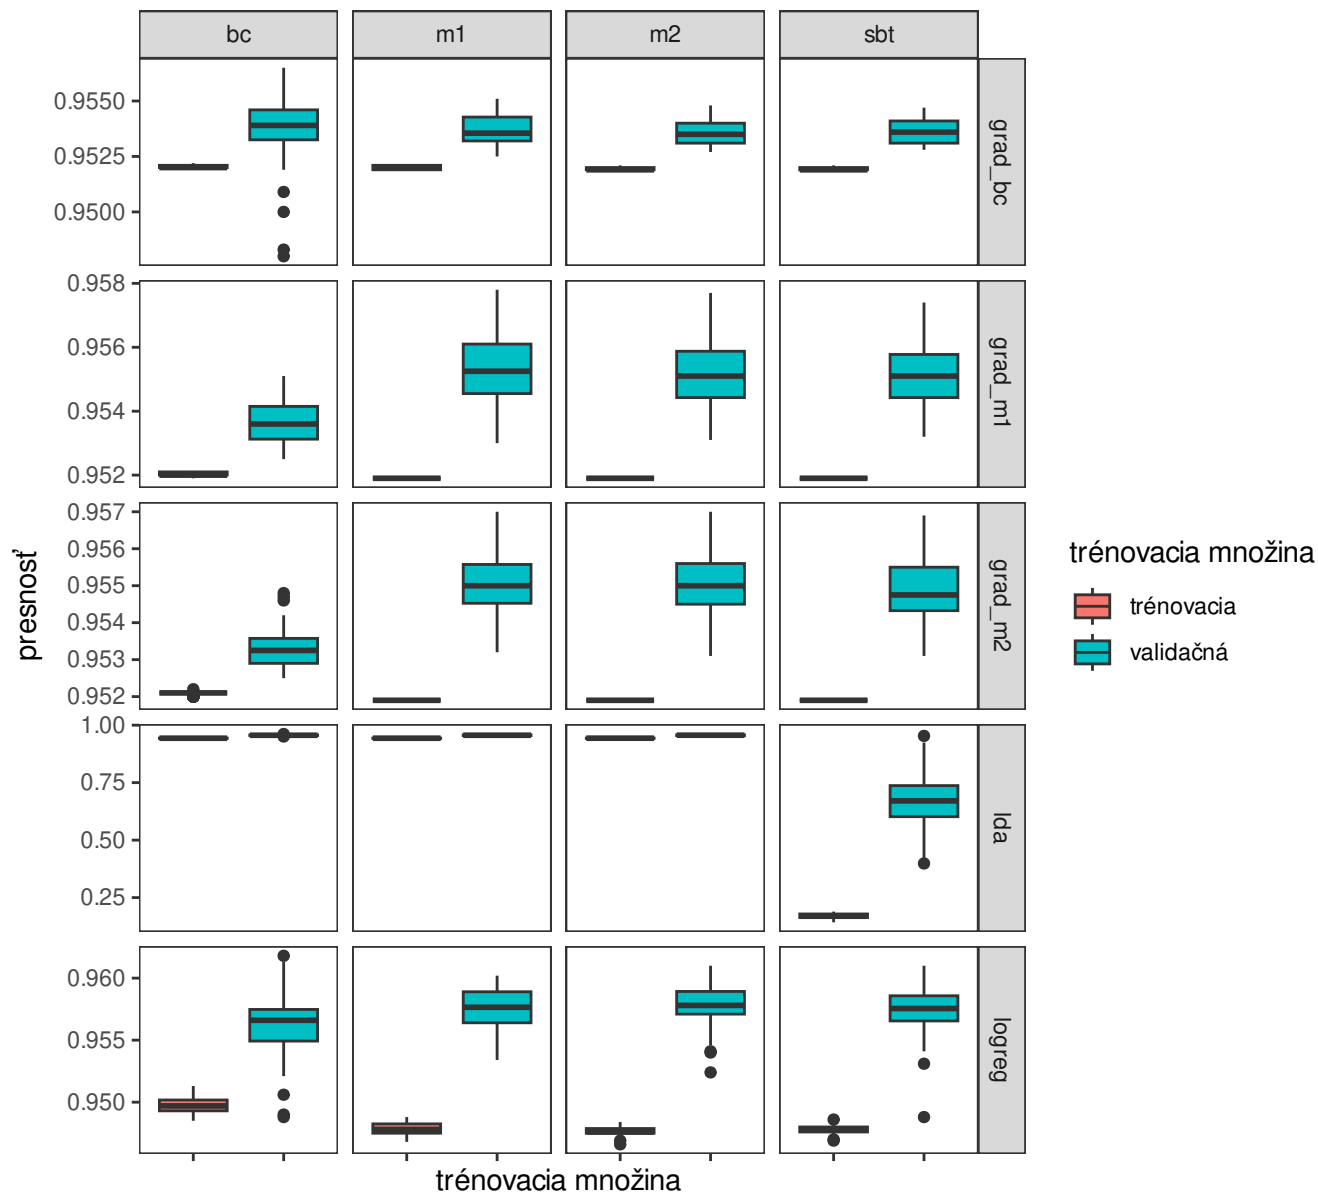 bc m1 m2 sbt
0.9550
0.9525
0.9500
grad_bc
0.958
0.956
0.954
0.952
grad_m1
0.957
0.956
0.955
0.954
0.953
0.952
grad_m2
1.00
0.75
0.50
0.25
lda
0.960
0.955
0.950
logreg
presnosť
trénovacia množina
trénovacia množina
trénovacia
validačná